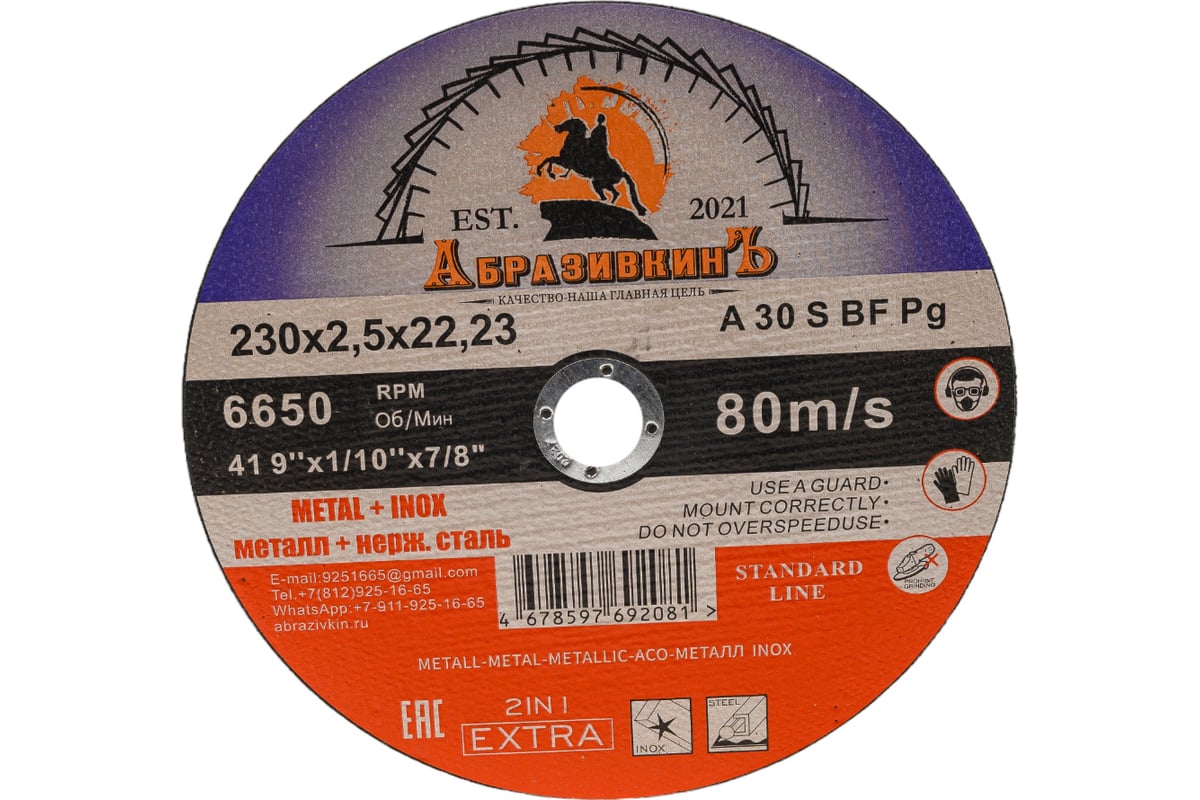 EST. 2021
АбразивкинЪ
КАЧЕСТВО-НАША ГЛАВНАЯ ЦЕЛЬ
230x2,5x22,23
A 30 S BF Pg
6650 RPM
Об/Мин
80m/s
41 9''x1/10''x7/8"
USE A GUARD•
MOUNT CORRECTLY•
DO NOT OVERSPEEDUSE•
METAL + INOX
металл + нерж. сталь
E-mail:9251665@gmail.com
Tel.+7(812)925-16-65
WhatsApp:+7-911-925-16-65
abrazivkin.ru
4 678597 692081 >
STANDARD
LINE
PROHIBIT
GRINDING
METALL-METAL-METALLIC-ACO-МЕТАЛЛ INOX
EAC
2IN1
EXTRA
INOX
STEEL